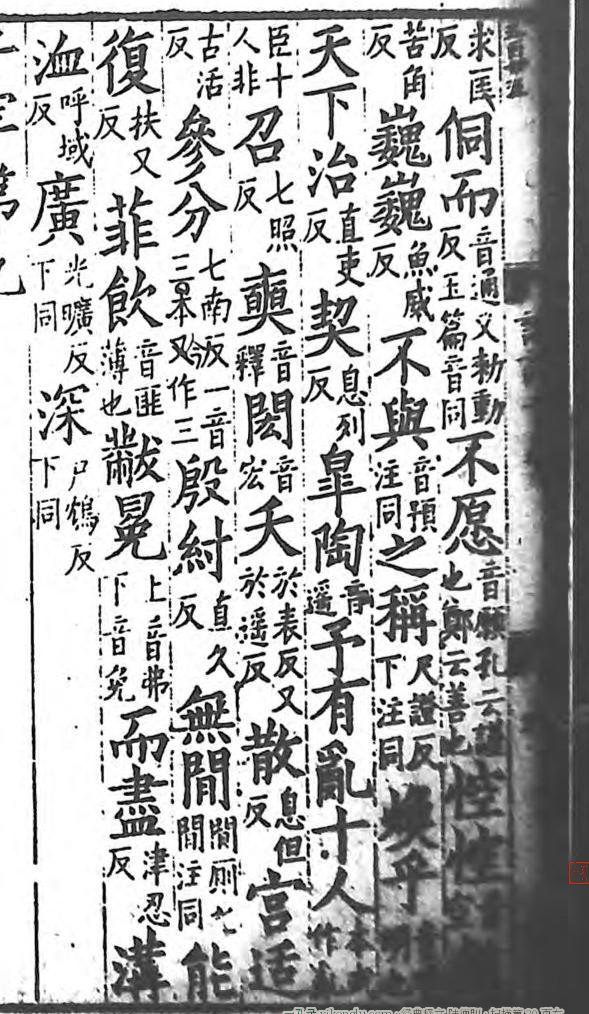 求匡反 侗而 音通又勑動反玉篇音同 不愿 音願孔云謹也鄭云善也 悾悾
苦角反 巍巍 魚威反 不與 音預注同 之稱 尺證反下注同 煥乎
天下治 直吏反 契 息列反 臯陶 音遥 予有亂十人
臣十人非 召 七照反 奭 音釋 閎 音宏 夭 於表反又於遥反 散 息但反 宫适
古活反 參分 七南反一音三本又作三 殷紂 直久反 無間 間厠之間注同 能
復 扶又反 菲飲 音匪薄也 黻冕 上音弗下音免 而盡 津忍反 溝
洫 呼域反 廣 光曠反下同 深 尸鴆反下同